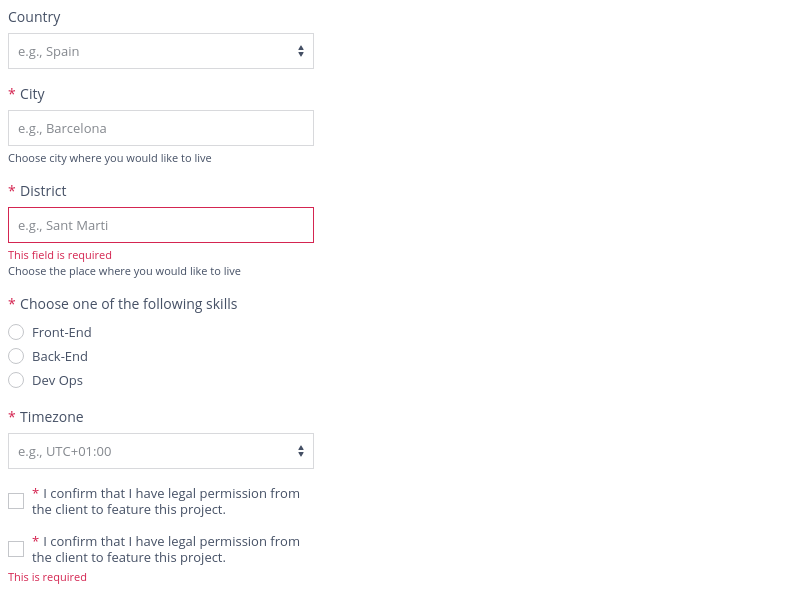 Country
e.g., Spain
* City
e.g., Barcelona
Choose city where you would like to live
* District
e.g., Sant Marti
This field is required
Choose the place where you would like to live
* Choose one of the following skills
Front-End
Back-End
Dev Ops
* Timezone
e.g., UTC+01:00
* I confirm that I have legal permission from
the client to feature this project.
* I confirm that I have legal permission from
the client to feature this project.
This is required